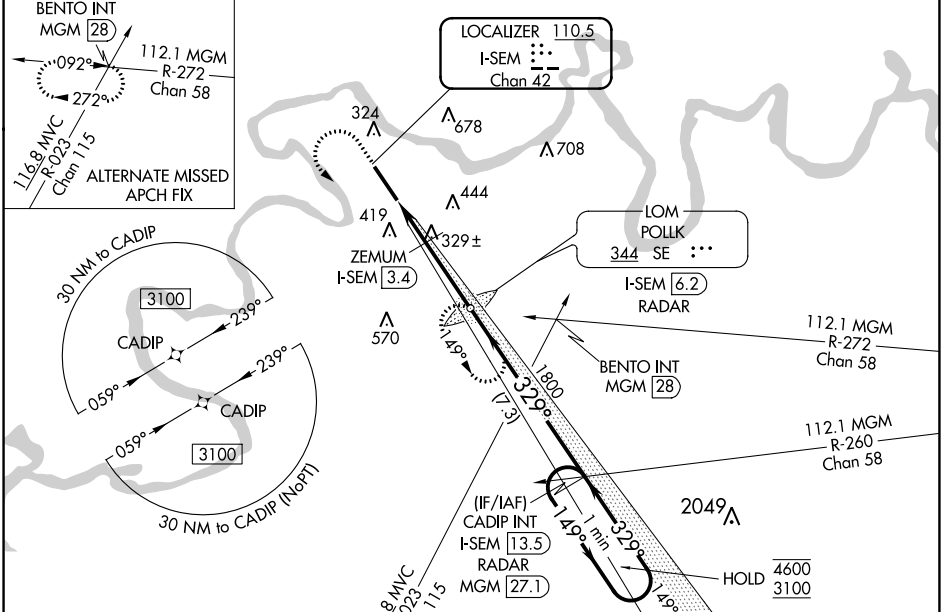 BENTO INT
MGM 28
112.1 MGM
R-272
Chan 58
092°
272°
116.8 MVC
R-023
Chan 115
ALTERNATE MISSED
APCH FIX
LOCALIZER 110.5
I-SEM
Chan 42
324
678
708
444
419
329±
ZEMUM
I-SEM 3.4
LOM
POLLK
344 SE
I-SEM 6.2
RADAR
570
149°
1800
329°
(7.3)
BENTO INT
MGM 28
112.1 MGM
R-272
Chan 58
112.1 MGM
R-260
Chan 58
30 NM to CADIP
3100
239°
CADIP
059°
239°
CADIP
059°
3100
30 NM to CADIP (NoPT)
(IF/IAF)
CADIP INT
I-SEM 13.5
RADAR
MGM 27.1
149°
1 min
329°
149°
2049
HOLD 4600
3100
8 MVC
023
115